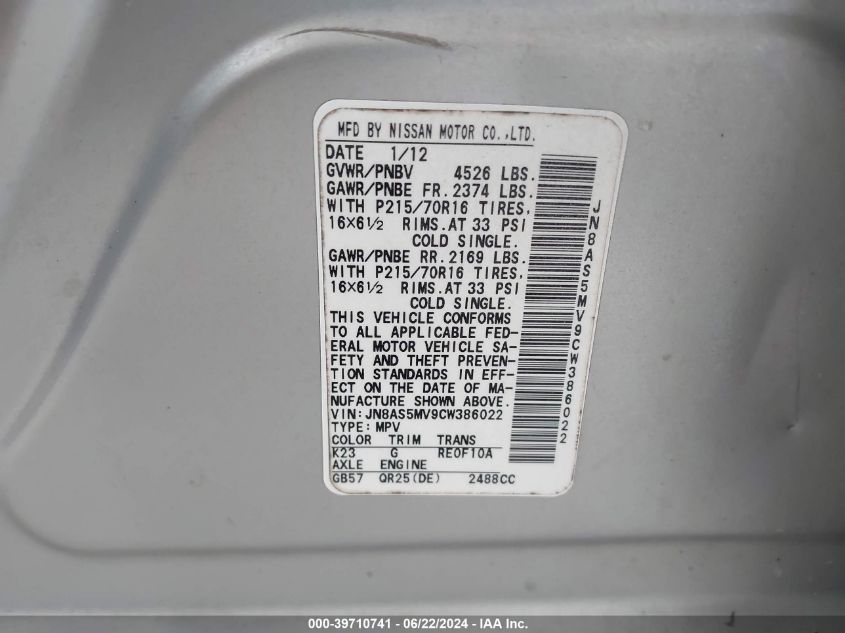 MFD BY NISSAN MOTOR CO.,LTD.
DATE 1/12
GVWR/PNBV 4526 LBS.
GAWR/PNBE FR.2374 LBS.
WITH P215/70R16 TIRES,
16×6½ RIMS.AT 33 PSI
COLD SINGLE.
GAWR/PNBE RR.2169 LBS.
WITH P215/70R16 TIRES,
16×6½ RIMS.AT 33 PSI
COLD SINGLE.
THIS VEHICLE CONFORMS
TO ALL APPLICABLE FED-
ERAL MOTOR VEHICLE SA-
FETY AND THEFT PREVEN-
TION STANDARDS IN EFF-
ECT ON THE DATE OF MA-
NUFACTURE SHOWN ABOVE.
VIN:JN8AS5MV9CW386022
TYPE:MPV
COLOR TRIM TRANS
K23 G RE0F10A
AXLE ENGINE
GB57 QR25(DE) 2488CC
JN8AS5MV9CW386022
000-39710741 - 06/22/2024 - IAA Inc.